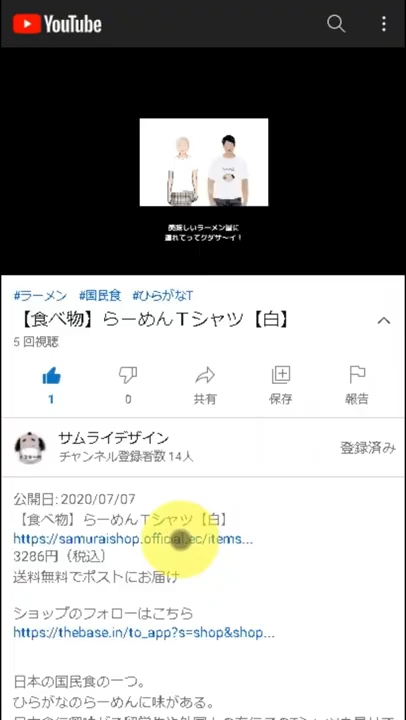 YouTube
美味しいラーメン屋に
連れてってクダサ〜イ!
#ラーメン #国民食 #ひらがなT
【食べ物】らーめんTシャツ【白】
5 回視聴
1
0
共有
保存
報告
サムライデザイン
チャンネル登録者数 14人
登録済み
公開日: 2020/07/07
【食べ物】らーめんTシャツ【白】
https://samuraishop.official.ec/items...
3286円（税込）
送料無料でポストにお届け
ショップのフォローはこちら
https://thebase.in/to_app?s=shop&shop...
日本の国民食の一つ。
ひらがなのらーめんに味がある。